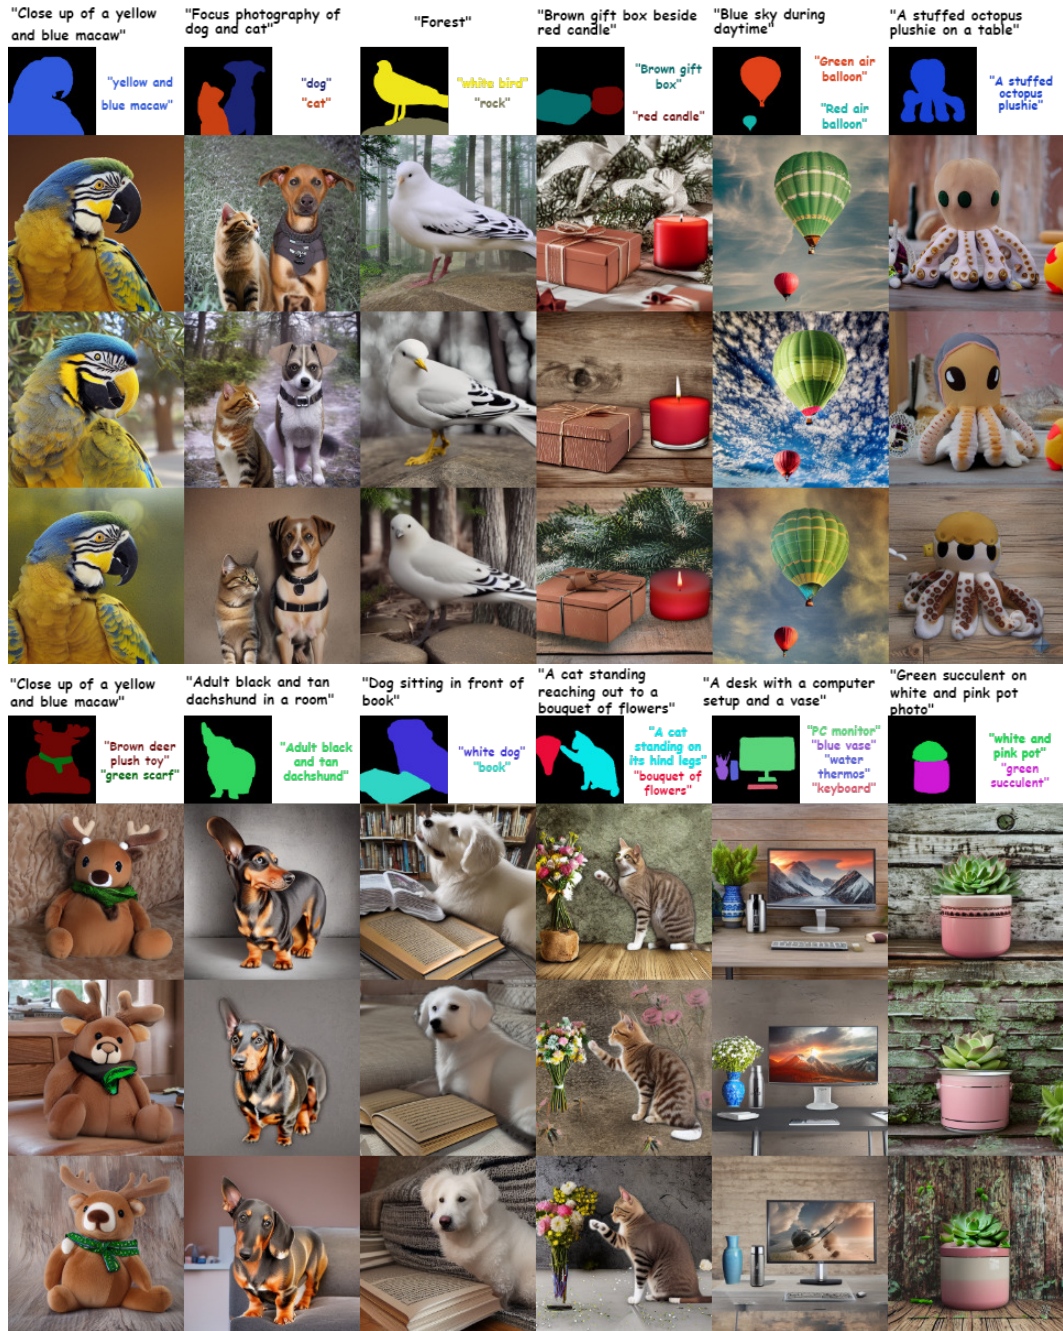 "Close up of a yellow
and blue macaw"
"yellow and
blue macaw"
"Focus photography of
dog and cat"
"dog"
"cat"
"Forest"
"white bird"
"rock"
"Brown gift box beside
red candle"
"Brown gift
box"
"red candle"
"Blue sky during
daytime"
"Green air
balloon"
"Red air
balloon"
"A stuffed octopus
plushie on a table"
"A stuffed
octopus
plushie"
"Close up of a yellow
and blue macaw"
"Brown deer
plush toy"
"green scarf"
"Adult black and tan
dachshund in a room"
"Adult black
and tan
dachshund"
"Dog sitting in front of
book"
"white dog"
"book"
"A cat standing
reaching out to a
bouquet of flowers"
"A cat
standing on
its hind legs"
"bouquet of
flowers"
"A desk with a computer
setup and a vase"
"PC monitor"
"blue vase"
"water
thermos"
"keyboard"
"Green succulent on
white and pink pot
photo"
"white and
pink pot"
"green
succulent"